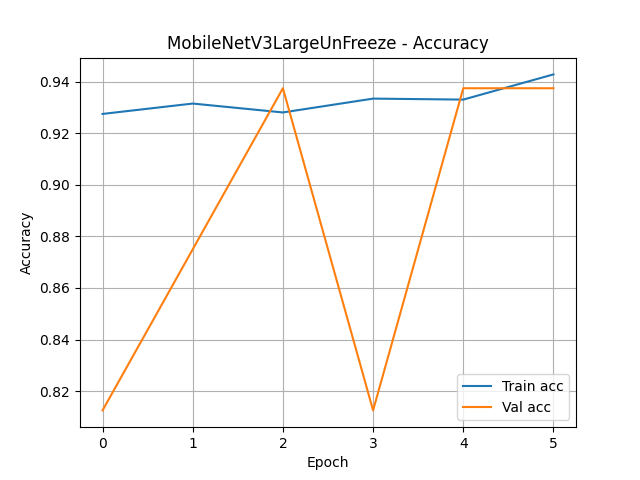 MobileNetV3LargeUnFreeze - Accuracy
0.94
0.92
0.90
0.88
0.86
0.84
0.82
Accuracy
Train acc
Val acc
0 1 2 3 4 5
Epoch